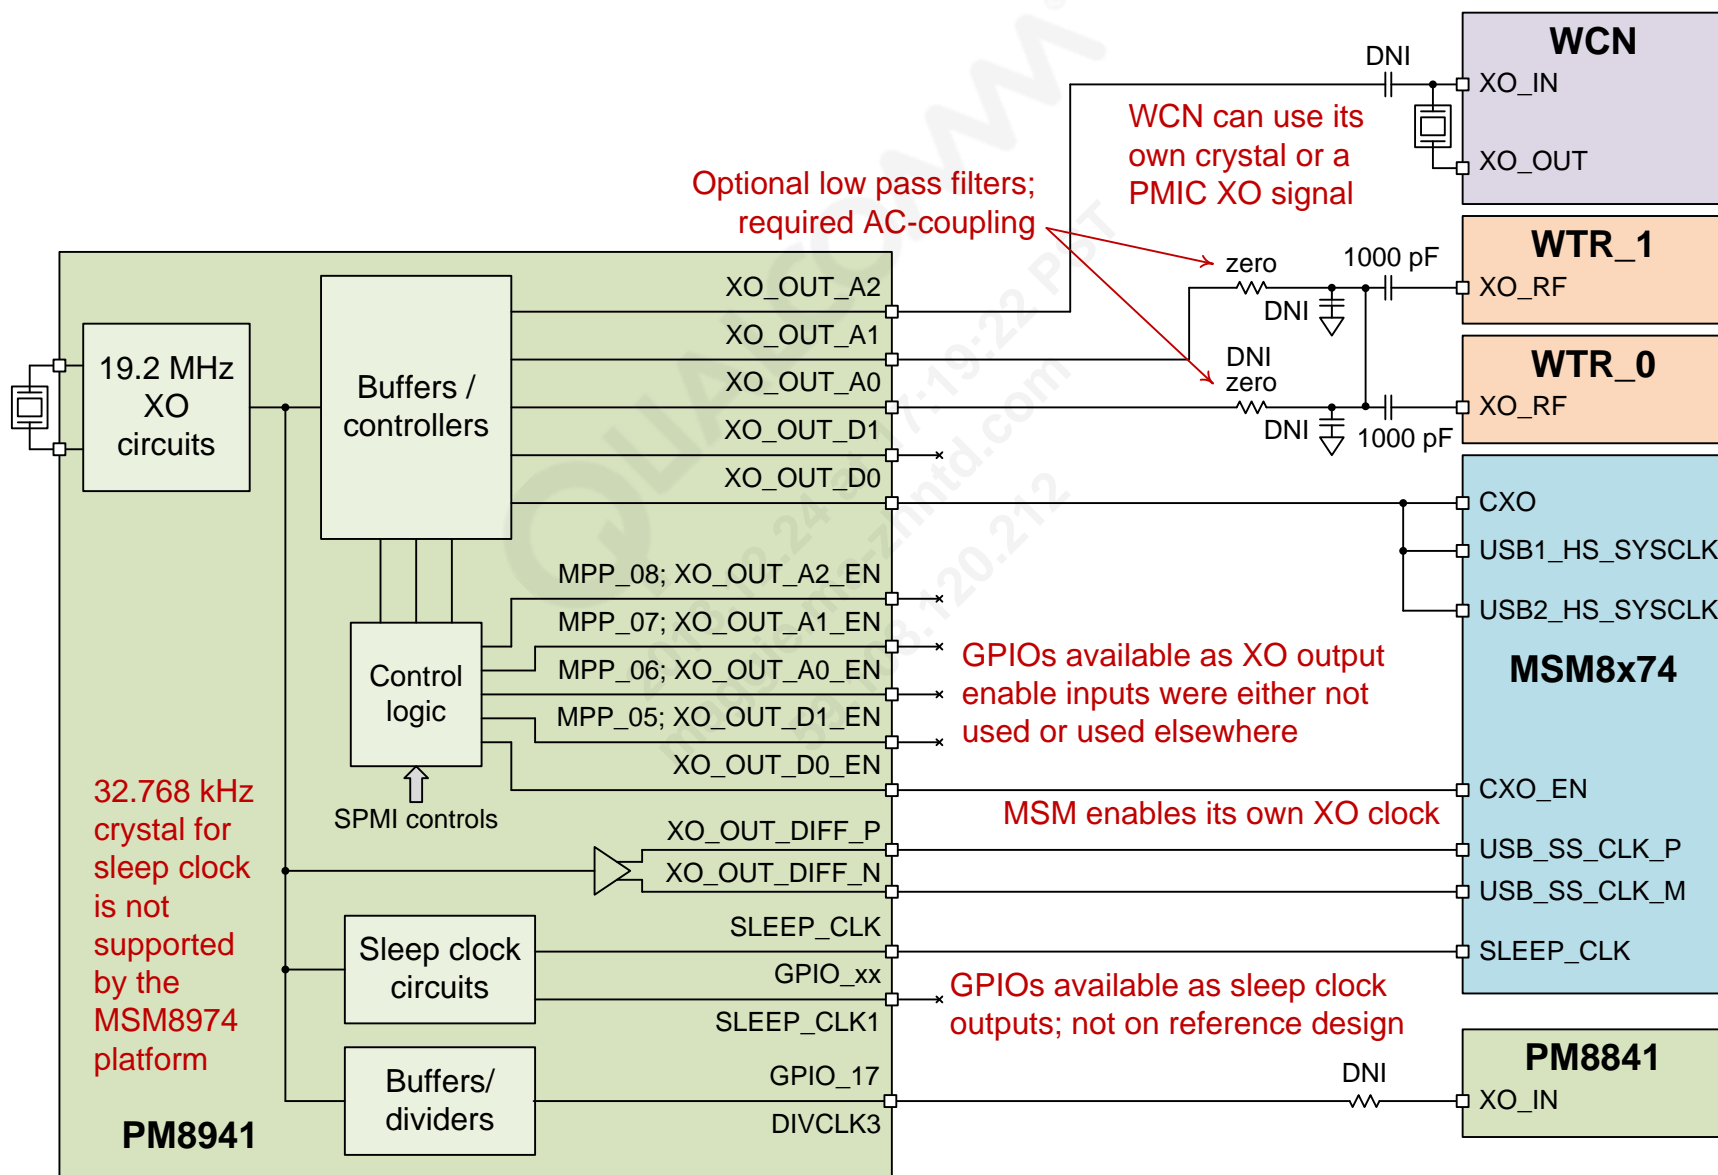 WCN
DNI
XO_IN
WCN can use its
own crystal or a
PMIC XO signal
XO_OUT
Optional low pass filters;
required AC-coupling
WTR_1
zero
1000 pF
XO_RF
DNI
WTR_0
DNI
zero
XO_RF
DNI
1000 pF
XO_OUT_A2
XO_OUT_A1
XO_OUT_A0
XO_OUT_D1
XO_OUT_D0
19.2 MHz
XO
circuits
Buffers /
controllers
CXO
USB1_HS_SYSCLK
USB2_HS_SYSCLK
MSM8x74
MPP_08; XO_OUT_A2_EN
MPP_07; XO_OUT_A1_EN
MPP_06; XO_OUT_A0_EN
MPP_05; XO_OUT_D1_EN
XO_OUT_D0_EN
Control
logic
SPMI controls
GPIOs available as XO output
enable inputs were either not
used or used elsewhere
CXO_EN
MSM enables its own XO clock
32.768 kHz
crystal for
sleep clock
is not
supported
by the
MSM8974
platform
XO_OUT_DIFF_P
XO_OUT_DIFF_N
USB_SS_CLK_P
USB_SS_CLK_M
SLEEP_CLK
SLEEP_CLK
Sleep clock
circuits
GPIO_xx
SLEEP_CLK1
GPIOs available as sleep clock
outputs; not on reference design
Buffers/
dividers
GPIO_17
DIVCLK3
DNI
PM8841
XO_IN
PM8941
QUALCOMM